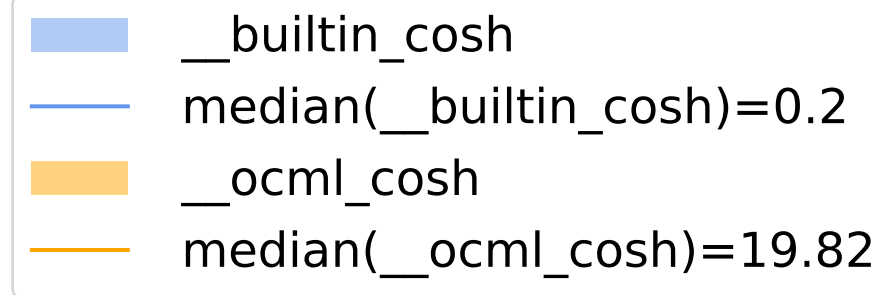 __builtin_cosh
median(__builtin_cosh)=0.2
__ocml_cosh
median(__ocml_cosh)=19.82